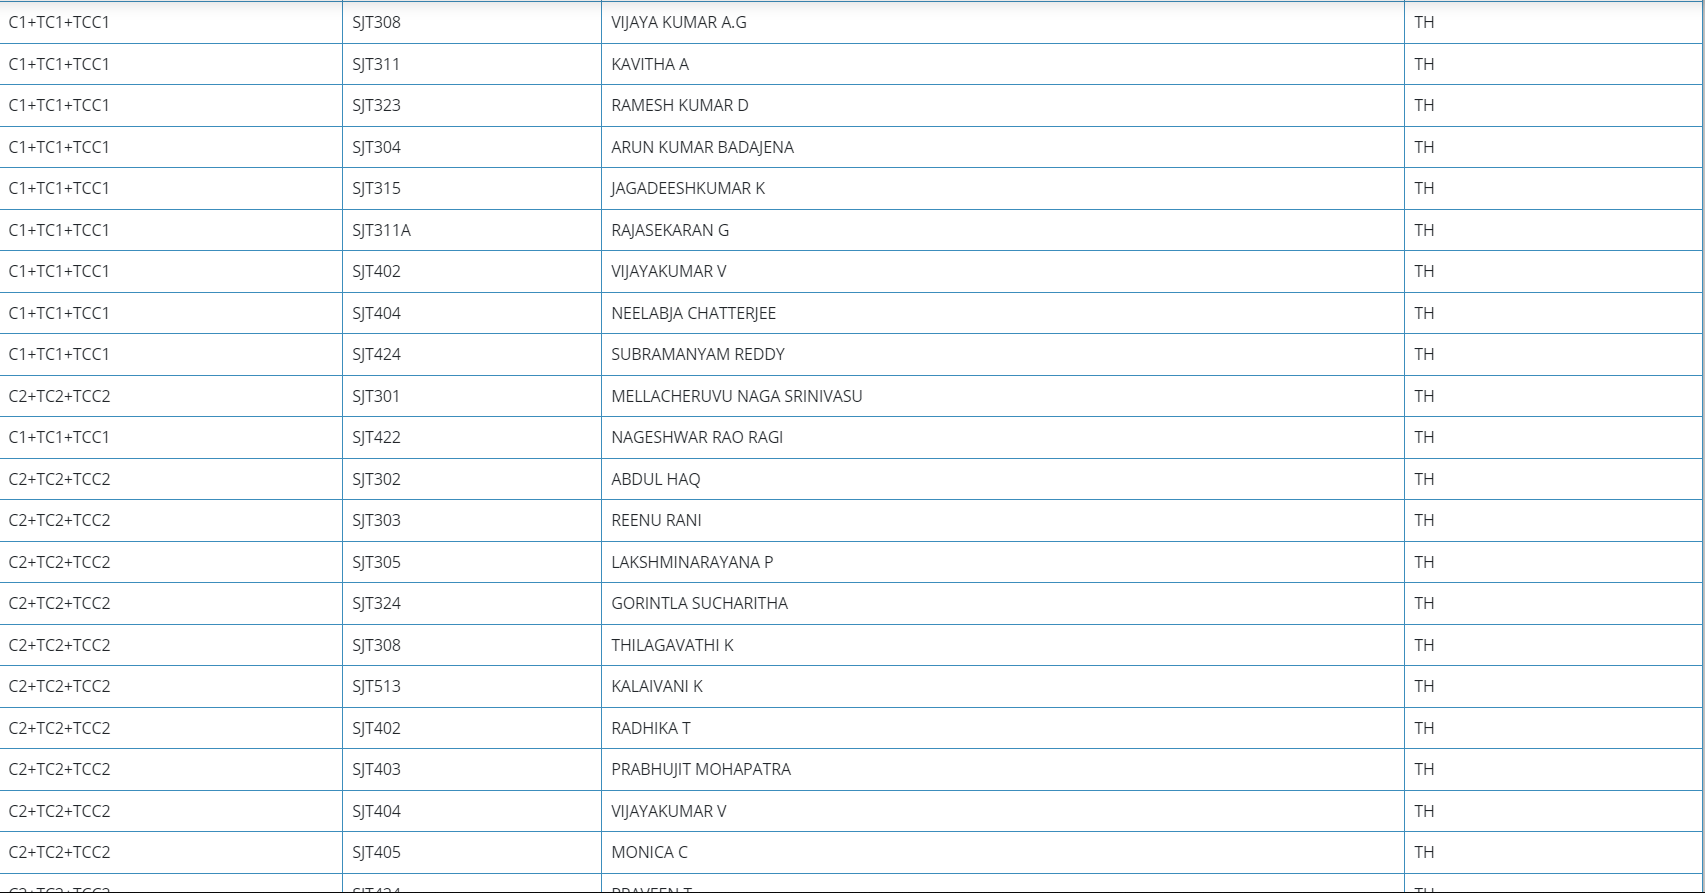 C1+TC1+TCC1 SJT308 VIJAYA KUMAR A.G TH
C1+TC1+TCC1 SJT311 KAVITHA A TH
C1+TC1+TCC1 SJT323 RAMESH KUMAR D TH
C1+TC1+TCC1 SJT304 ARUN KUMAR BADAJENA TH
C1+TC1+TCC1 SJT315 JAGADEESHKUMAR K TH
C1+TC1+TCC1 SJT311A RAJASEKARAN G TH
C1+TC1+TCC1 SJT402 VIJAYAKUMAR V TH
C1+TC1+TCC1 SJT404 NEELABJA CHATTERJEE TH
C1+TC1+TCC1 SJT424 SUBRAMANYAM REDDY TH
C2+TC2+TCC2 SJT301 MELLACHERUVU NAGA SRINIVASU TH
C1+TC1+TCC1 SJT422 NAGESHWAR RAO RAGI TH
C2+TC2+TCC2 SJT302 ABDUL HAQ TH
C2+TC2+TCC2 SJT303 REENU RANI TH
C2+TC2+TCC2 SJT305 LAKSHMINARAYANA P TH
C2+TC2+TCC2 SJT324 GORINTLA SUCHARITHA TH
C2+TC2+TCC2 SJT308 THILAGAVATHI K TH
C2+TC2+TCC2 SJT513 KALAIVANI K TH
C2+TC2+TCC2 SJT402 RADHIKA T TH
C2+TC2+TCC2 SJT403 PRABHUJIT MOHAPATRA TH
C2+TC2+TCC2 SJT404 VIJAYAKUMAR V TH
C2+TC2+TCC2 SJT405 MONICA C TH